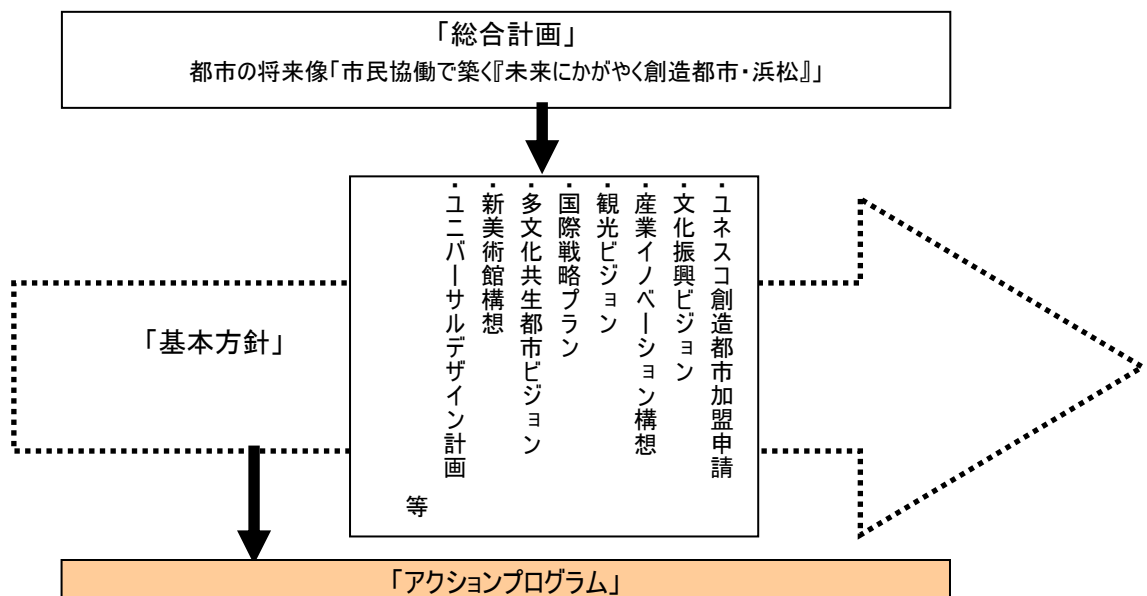 「総合計画」
都市の将来像「市民協働で築く『未来にかがやく創造都市・浜松』」
・ユネスコ創造都市加盟申請
・文化振興ビジョン
・産業イノベーション構想
・観光ビジョン
・国際戦略プラン
・多文化共生都市ビジョン
・新美術館構想
・ユニバーサルデザイン計画
等
「基本方針」
「アクションプログラム」